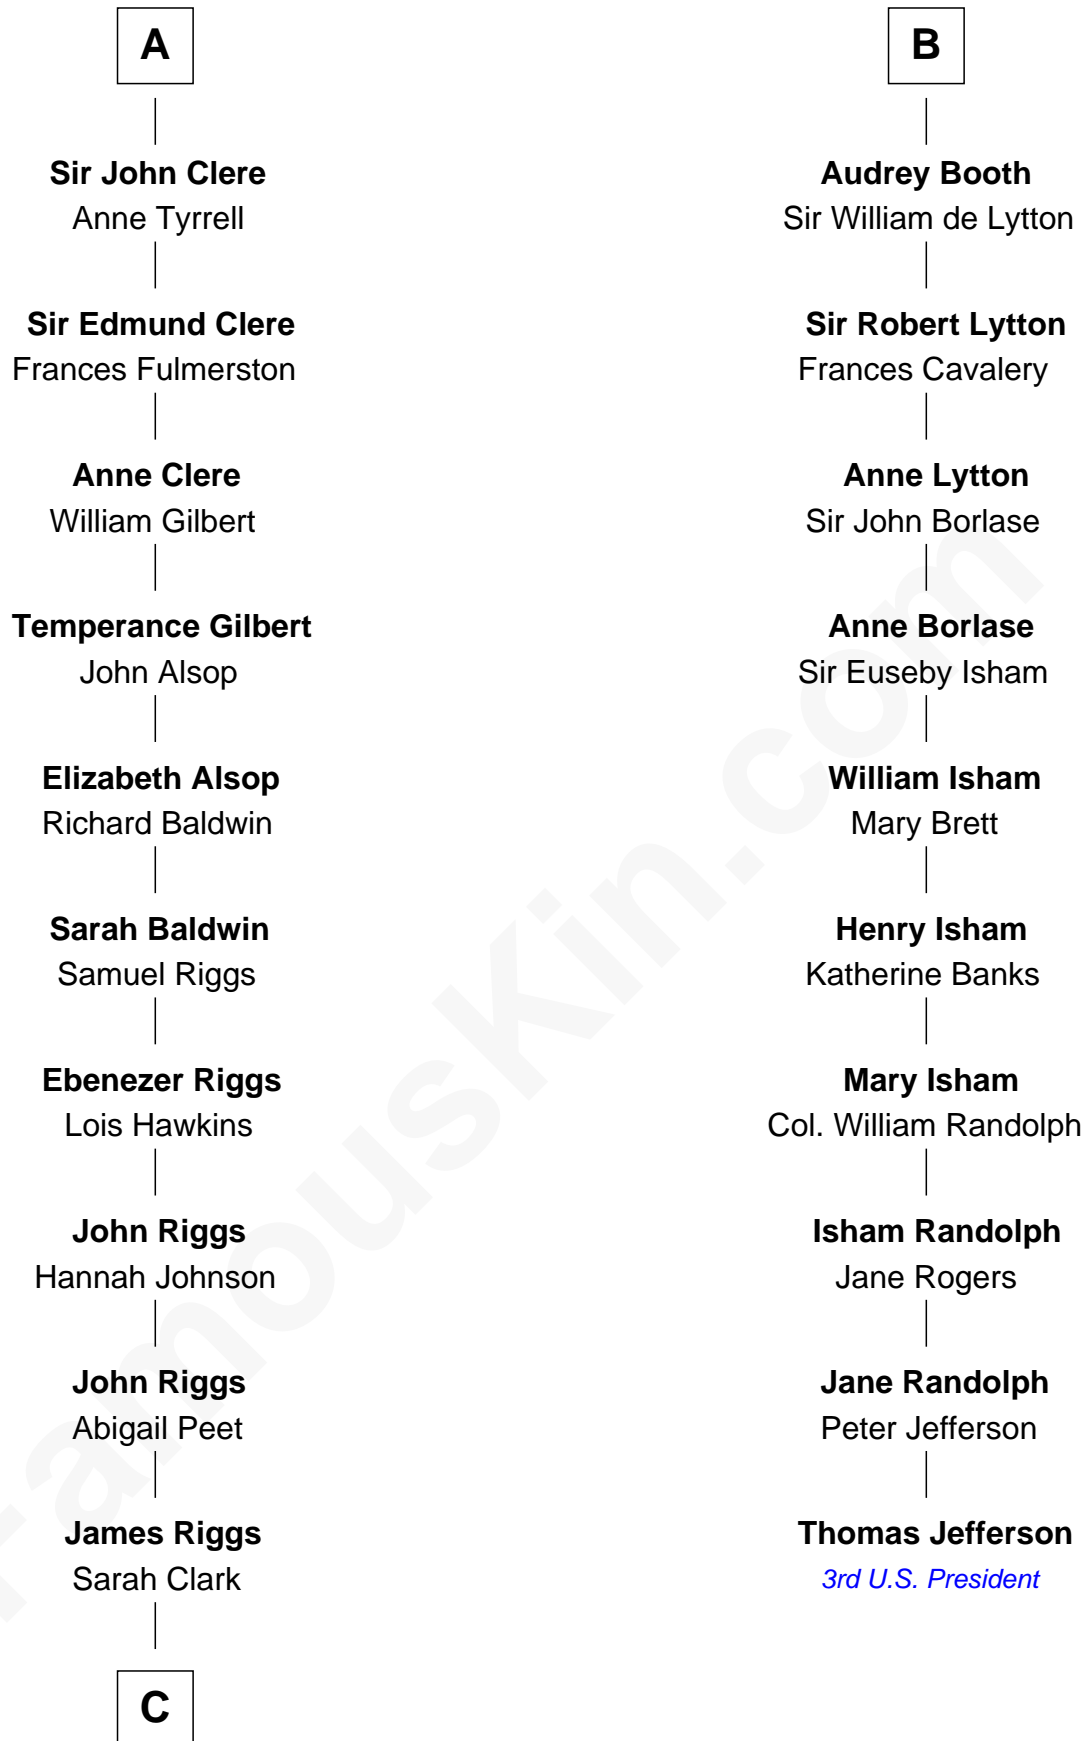 A
Sir John Clere
Anne Tyrrell
Sir Edmund Clere
Frances Fulmerston
Anne Clere
William Gilbert
Temperance Gilbert
John Alsop
Elizabeth Alsop
Richard Baldwin
Sarah Baldwin
Samuel Riggs
Ebenezer Riggs
Lois Hawkins
John Riggs
Hannah Johnson
John Riggs
Abigail Peet
James Riggs
Sarah Clark
C
B
Audrey Booth
Sir William de Lytton
Sir Robert Lytton
Frances Cavalery
Anne Lytton
Sir John Borlase
Anne Borlase
Sir Euseby Isham
William Isham
Mary Brett
Henry Isham
Katherine Banks
Mary Isham
Col. William Randolph
Isham Randolph
Jane Rogers
Jane Randolph
Peter Jefferson
Thomas Jefferson
3rd U.S. President
FamousKin.com